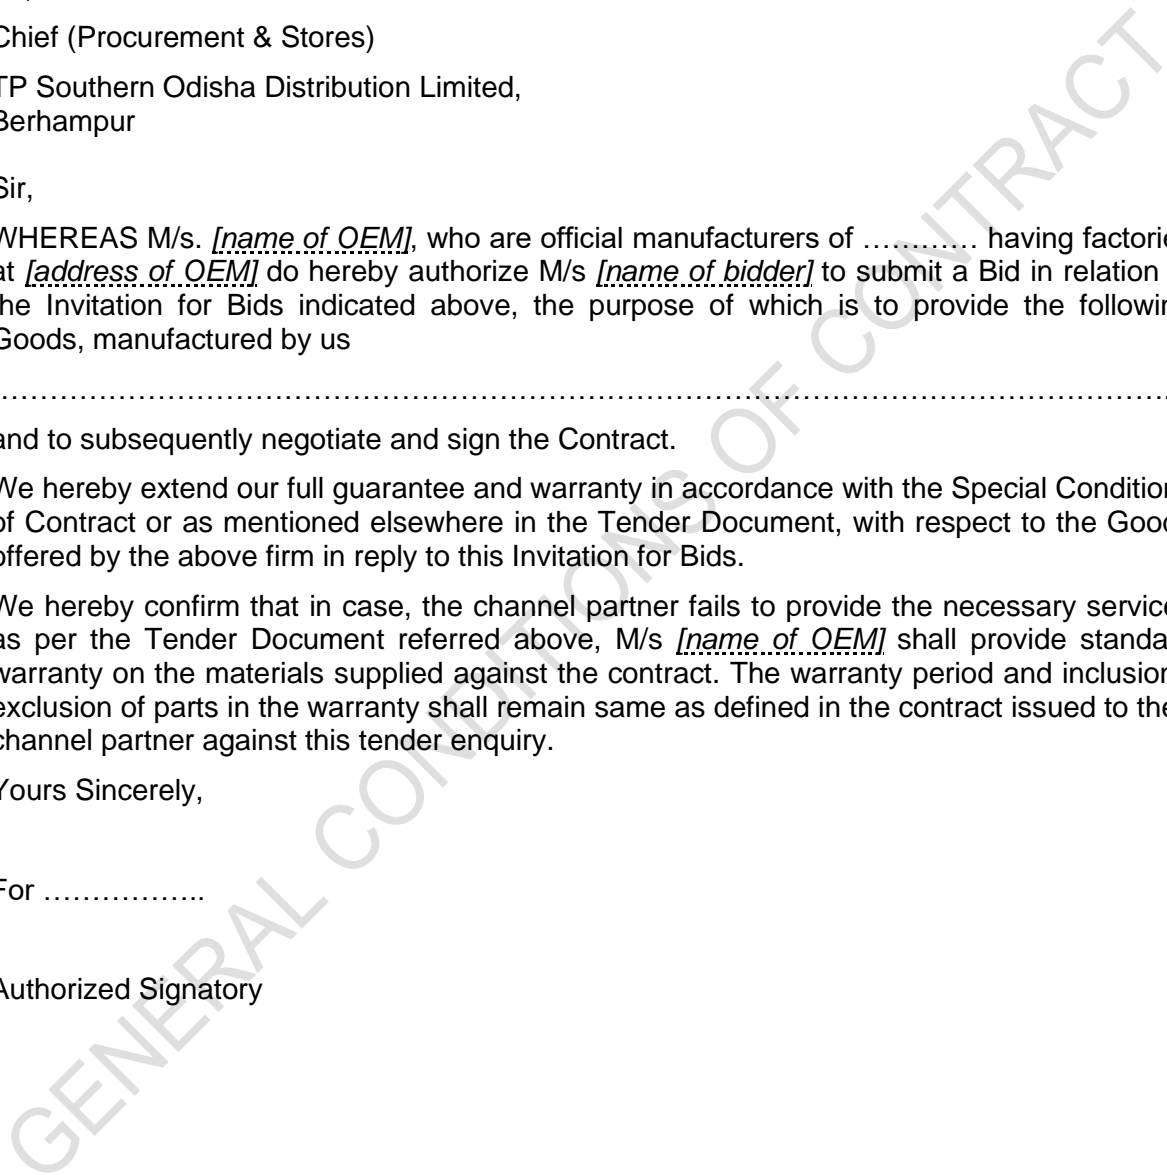 Chief (Procurement & Stores)
TP Southern Odisha Distribution Limited,
Berhampur
Sir,
WHEREAS M/s. [name of OEM], who are official manufacturers of ………… having factorie
at [address of OEM] do hereby authorize M/s [name of bidder] to submit a Bid in relation
the Invitation for Bids indicated above, the purpose of which is to provide the followin
Goods, manufactured by us
………………………………………………………………………………………………………………
and to subsequently negotiate and sign the Contract.
We hereby extend our full guarantee and warranty in accordance with the Special Condition
of Contract or as mentioned elsewhere in the Tender Document, with respect to the Good
offered by the above firm in reply to this Invitation for Bids.
We hereby confirm that in case, the channel partner fails to provide the necessary service
as per the Tender Document referred above, M/s [name of OEM] shall provide standa
warranty on the materials supplied against the contract. The warranty period and inclusion
exclusion of parts in the warranty shall remain same as defined in the contract issued to the
channel partner against this tender enquiry.
Yours Sincerely,
For ……………..
Authorized Signatory
GENERAL CONDITIONS OF CONTRACT